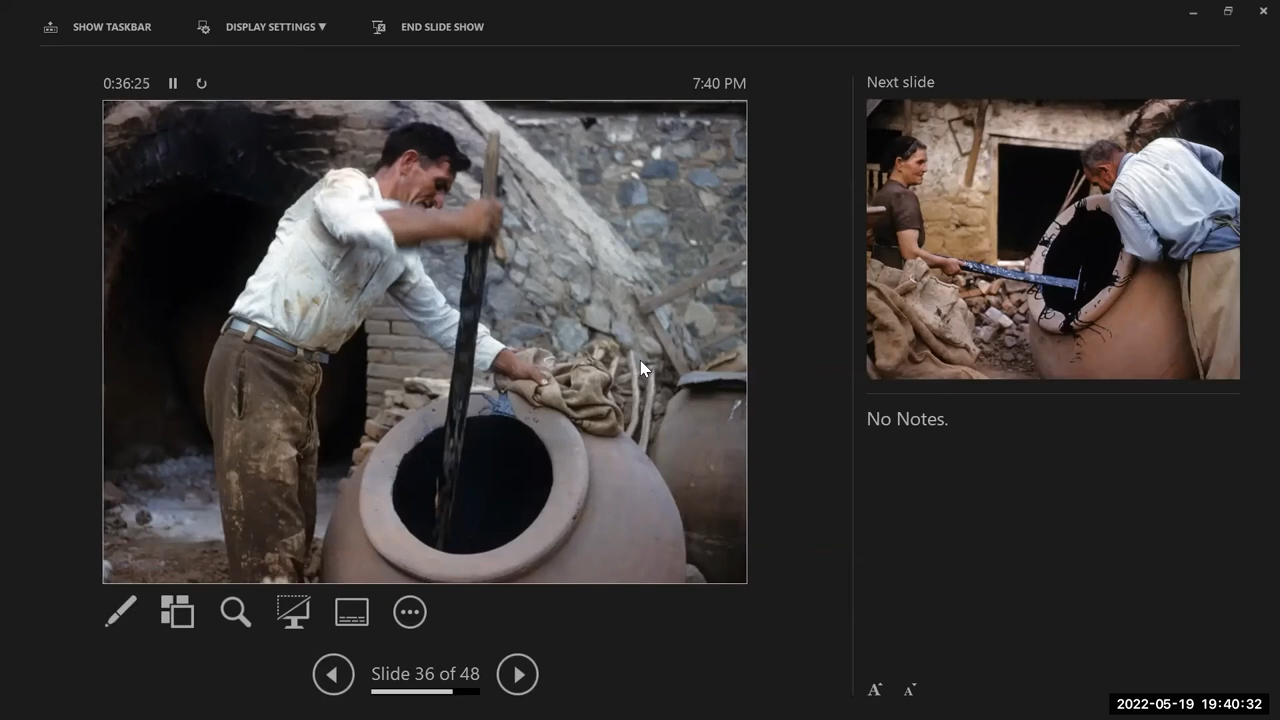 SHOW TASKBAR
DISPLAY SETTINGS ▼
END SLIDE SHOW
0:36:25
7:40 PM
Next slide
No Notes.
Slide 36 of 48
A A
2022-05-19 19:40:32